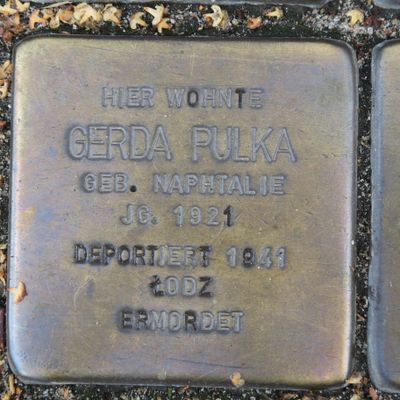 HIER WOHNTE
GERDA PULKA
GEB. NAPHTALIE
JG. 1921
DEPORTIERT 1941
ŁODZ
ERMORDET